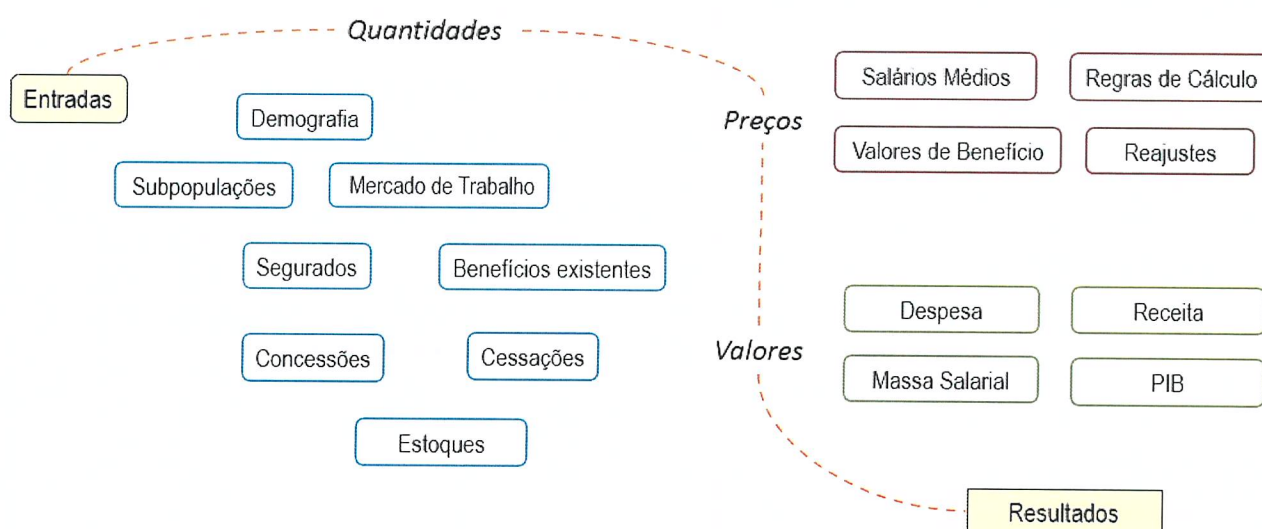 Quantidades
Entradas
Demografia
Subpopulações
Mercado de Trabalho
Segurados
Benefícios existentes
Concessões
Cessações
Estoques
Preços
Salários Médios
Regras de Cálculo
Valores de Benefício
Reajustes
Valores
Despesa
Receita
Massa Salarial
PIB
Resultados